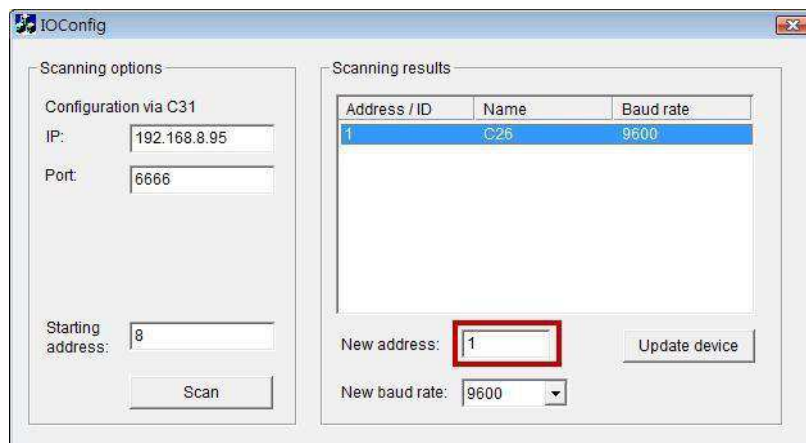 IOConfig
Scanning options
Configuration via C31
IP: 192.168.8.95
Port: 6666
Starting address: 8
Scan
Scanning results
Address / ID Name Baud rate
1 C26 9600
New address: 1
Update device
New baud rate: 9600